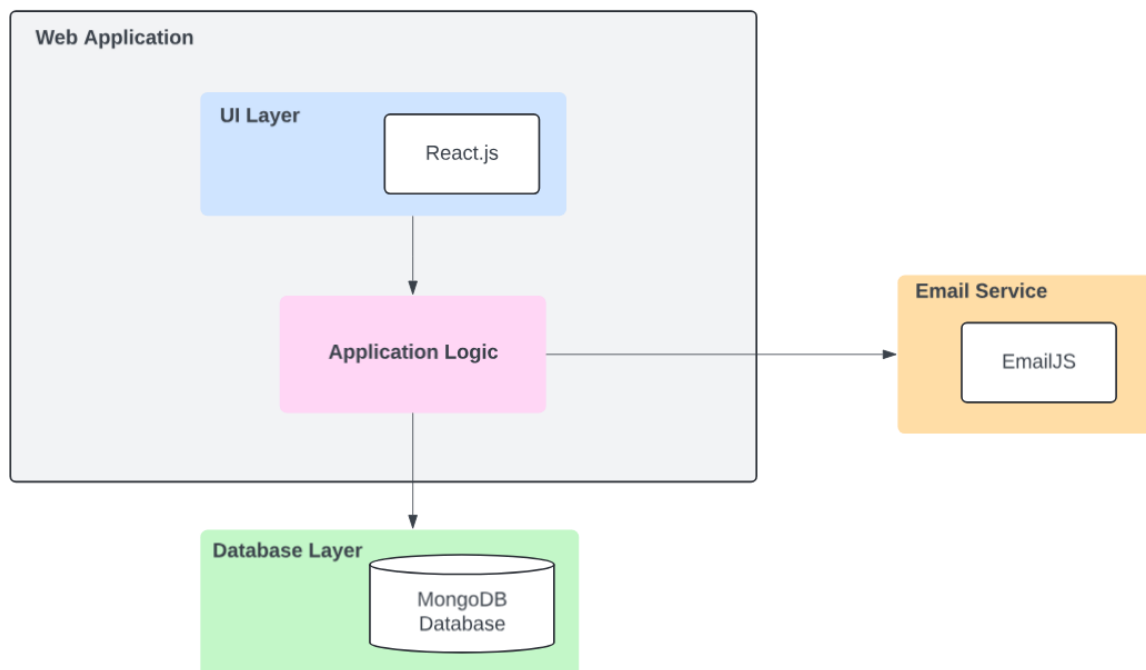 Web Application
UI Layer
React.js
Application Logic
Email Service
EmailJS
Database Layer
MongoDB
Database